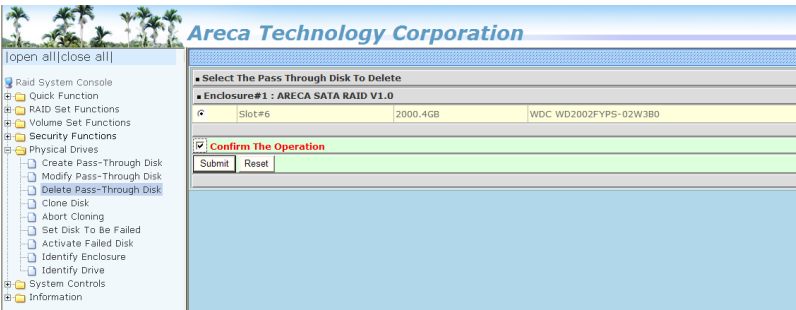 Areca Technology Corporation
|open all|close all|
Raid System Console
Quick Function
RAID Set Functions
Volume Set Functions
Security Functions
Physical Drives
Create Pass-Through Disk
Modify Pass-Through Disk
Delete Pass-Through Disk
Clone Disk
Abort Cloning
Set Disk To Be Failed
Activate Failed Disk
Identify Enclosure
Identify Drive
System Controls
Information
Select The Pass Through Disk To Delete
Enclosure#1 : ARECA SATA RAID V1.0
Slot#6 2000.4GB WDC WD2002FYPS-02W3B0
Confirm The Operation
Submit Reset